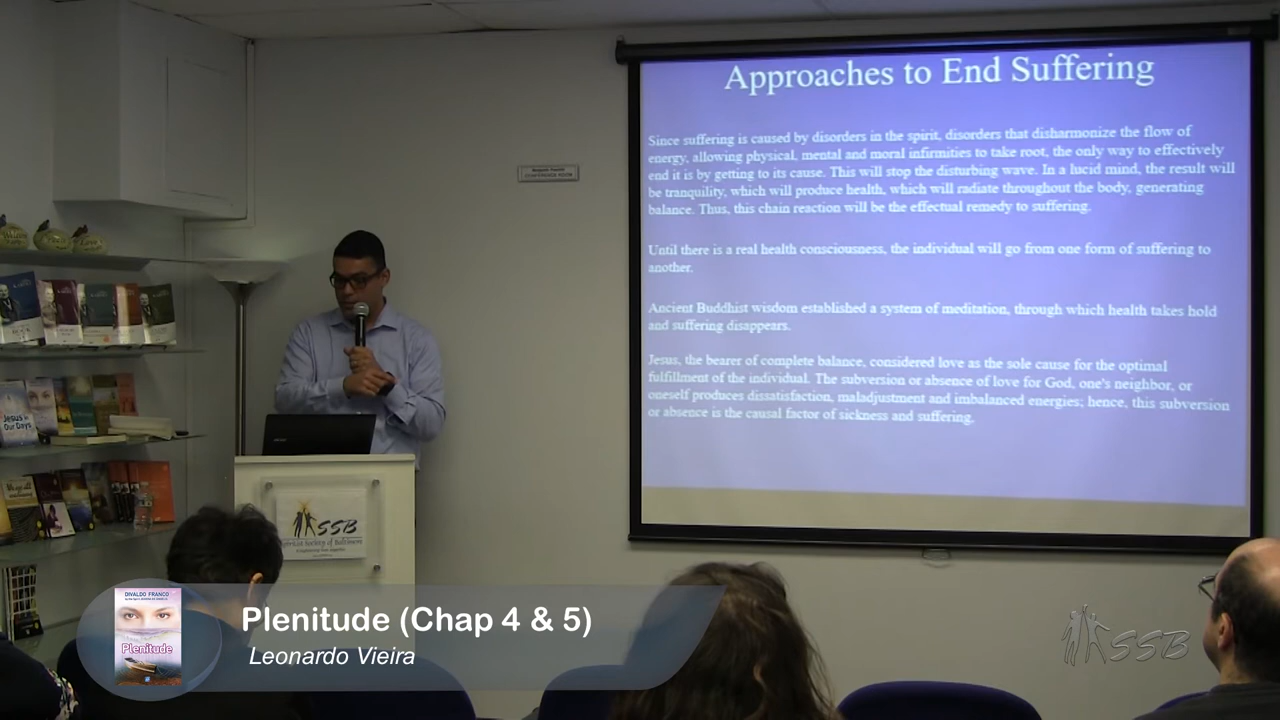 Approaches to End Suffering
Since suffering is caused by disorders in the spirit, disorders that disharmonize the flow of
energy, allowing physical, mental and moral infirmities to take root, the only way to effectively
end it is by getting to its cause. This will stop the disturbing wave. In a lucid mind, the result will
be tranquility, which will produce health, which will radiate throughout the body, generating
balance. Thus, this chain reaction will be the effectual remedy to suffering.
Until there is a real health consciousness, the individual will go from one form of suffering to
another.
Ancient Buddhist wisdom established a system of meditation, through which health takes hold
and suffering disappears.
Jesus, the bearer of complete balance, considered love as the sole cause for the optimal
fulfillment of the individual. The subversion or absence of love for God, one's neighbor, or
oneself produces dissatisfaction, maladjustment and imbalanced energies; hence, this subversion
or absence is the causal factor of sickness and suffering.
CONFERENCE ROOM
Jesus in
Our Days
SSB
Spiritist Society of Baltimore
DIVALDO FRANCO
Plenitude
Plenitude (Chap 4 & 5)
Leonardo Vieira
SSB